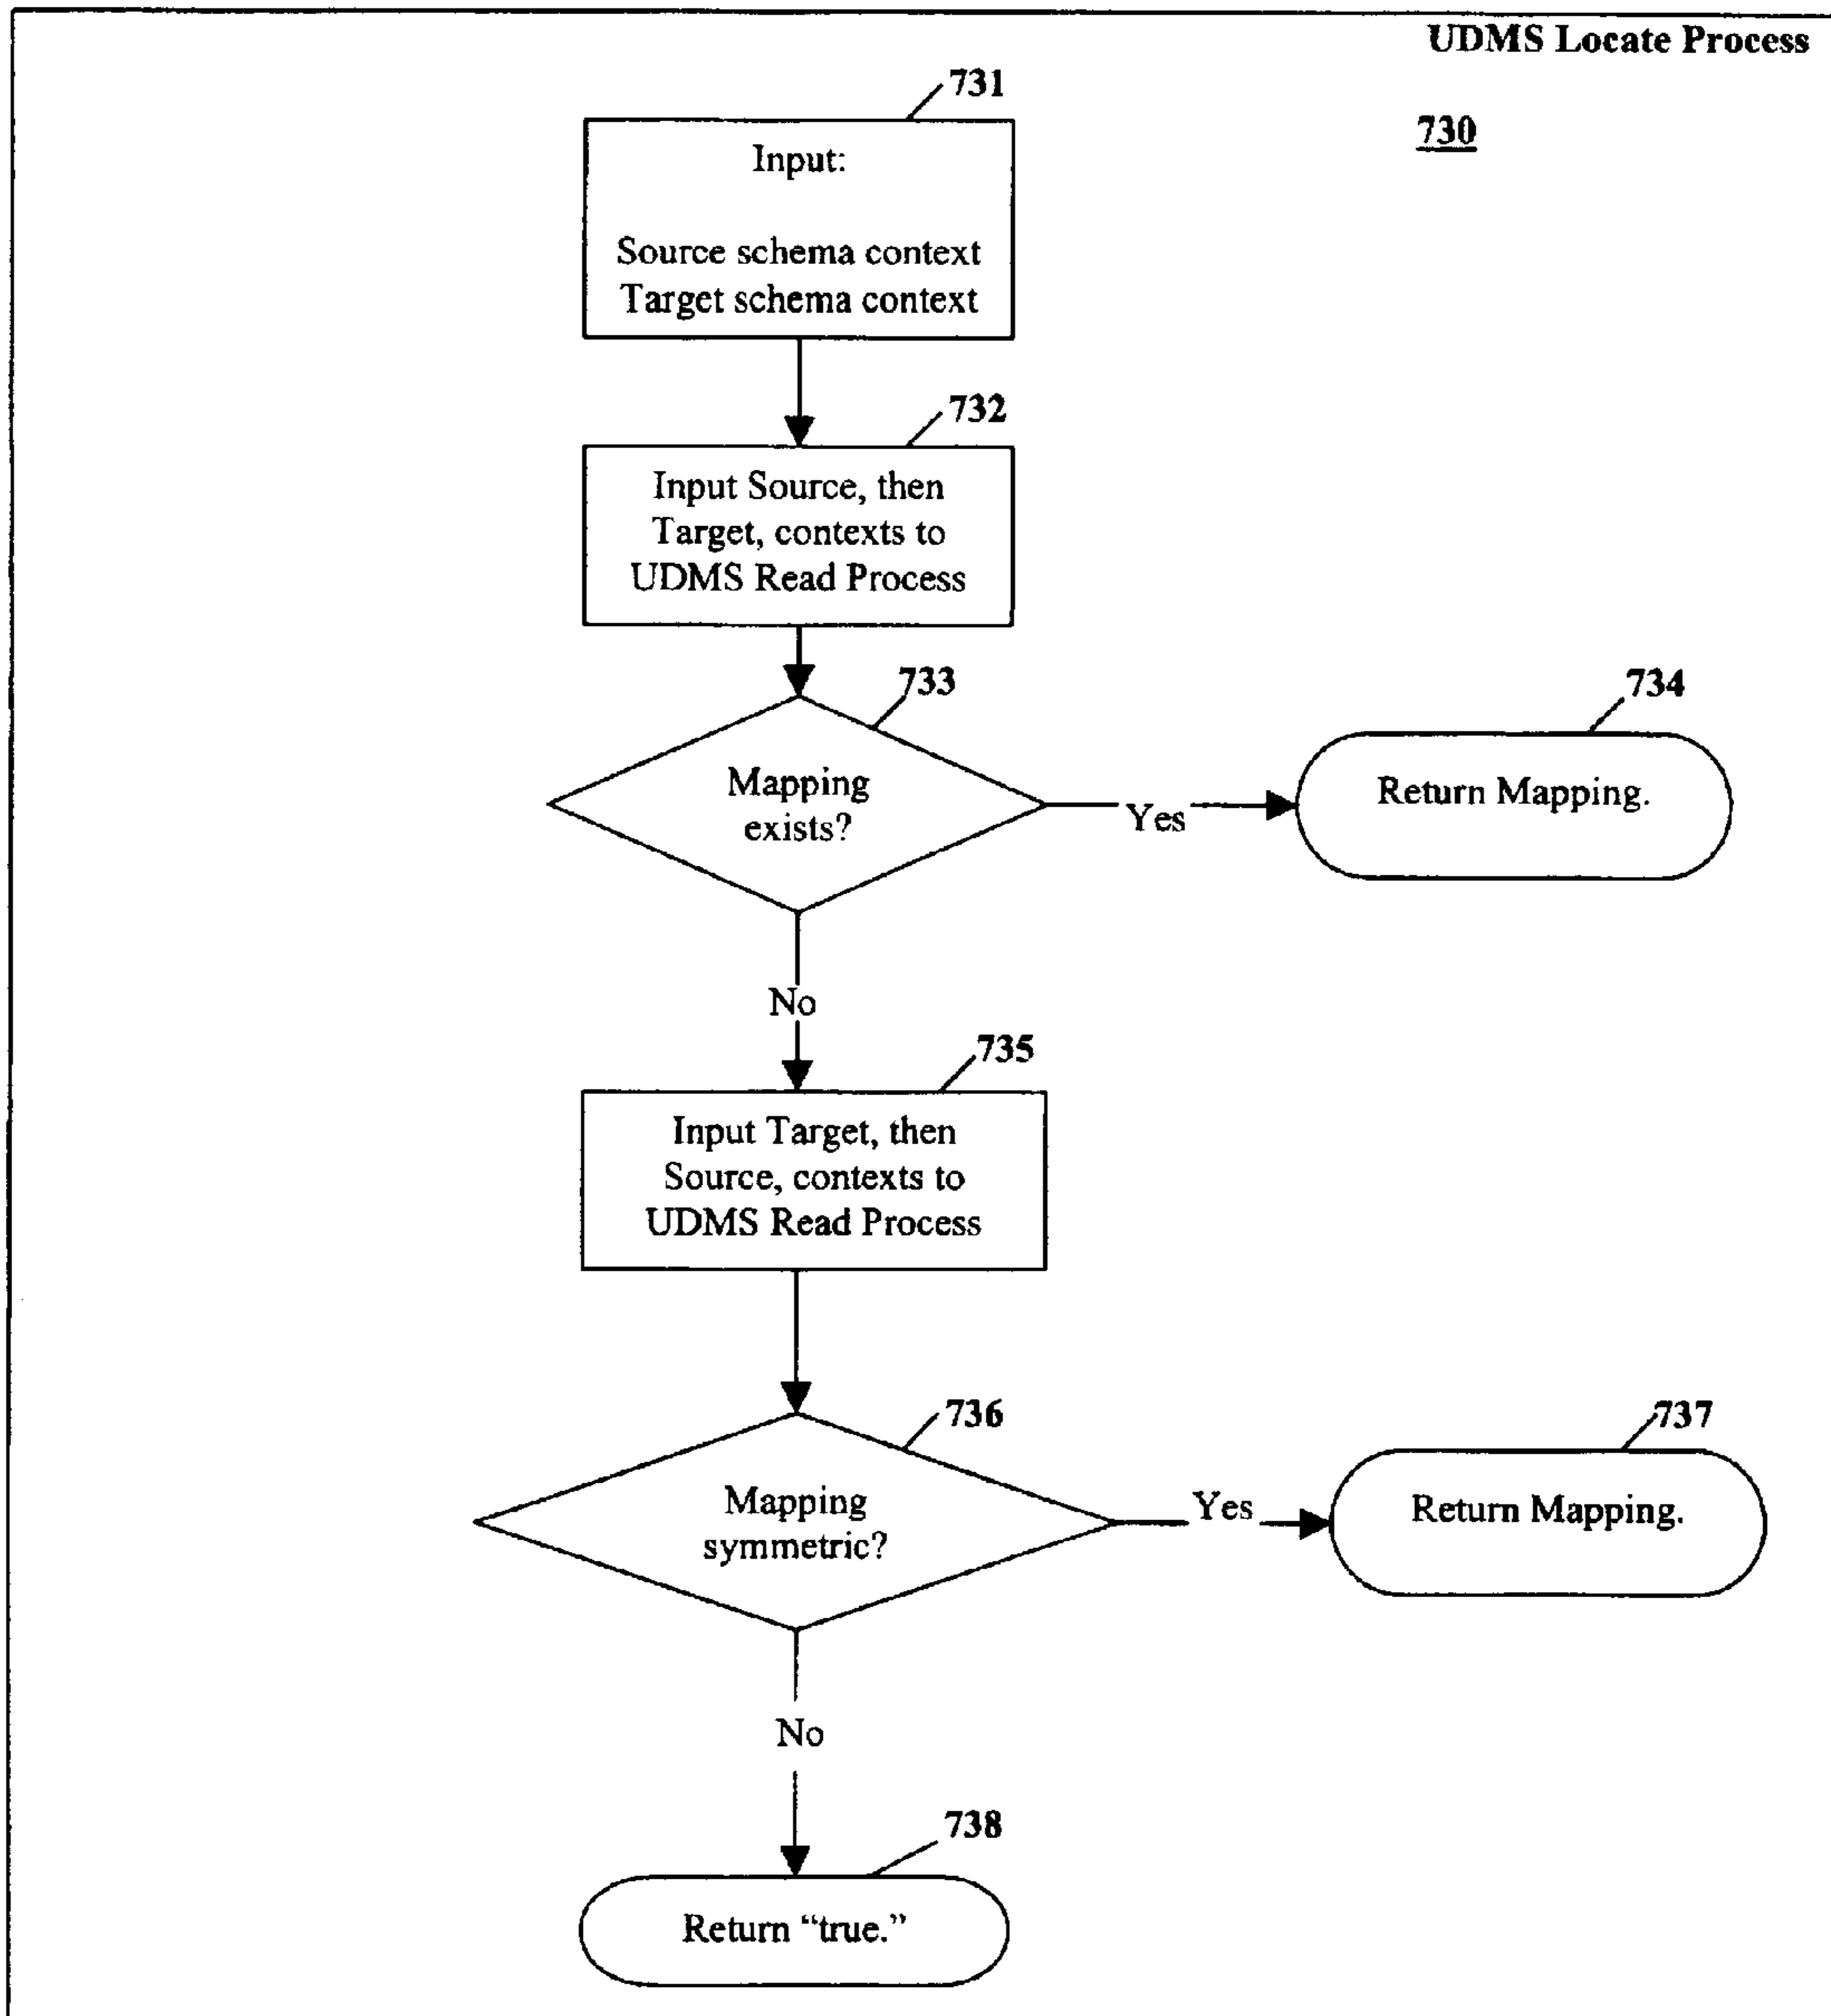 UDMS Locate Process
730
731
Input:
Source schema context
Target schema context
732
Input Source, then
Target, contexts to
UDMS Read Process
733
Mapping
exists?
Yes
734
Return Mapping.
No
735
Input Target, then
Source, contexts to
UDMS Read Process
736
Mapping
symmetric?
Yes
737
Return Mapping.
No
738
Return “true.”